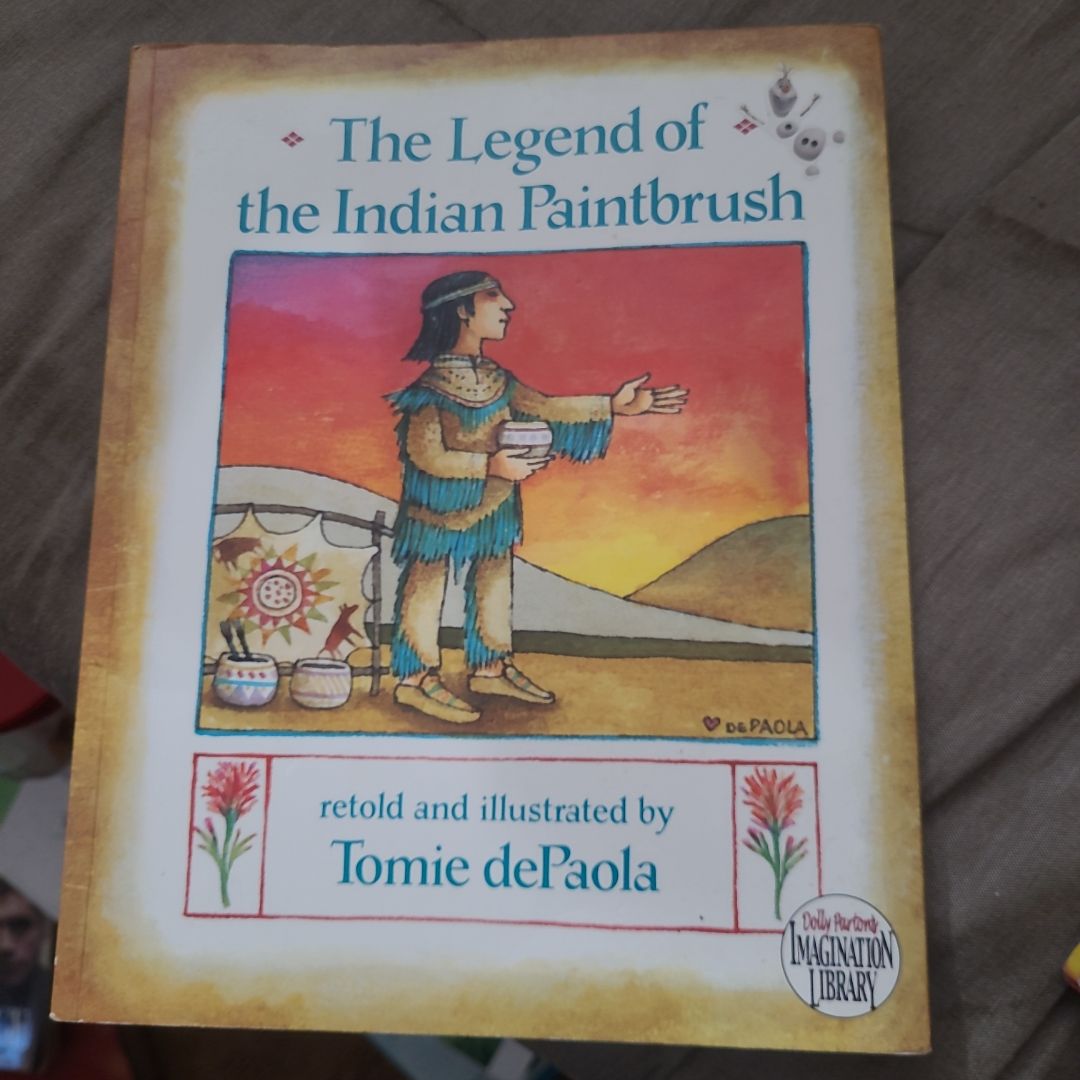 The Legend of
the Indian Paintbrush
dePAOLA
retold and illustrated by
Tomie dePaola
Dolly Parton's
IMAGINATION
LIBRARY